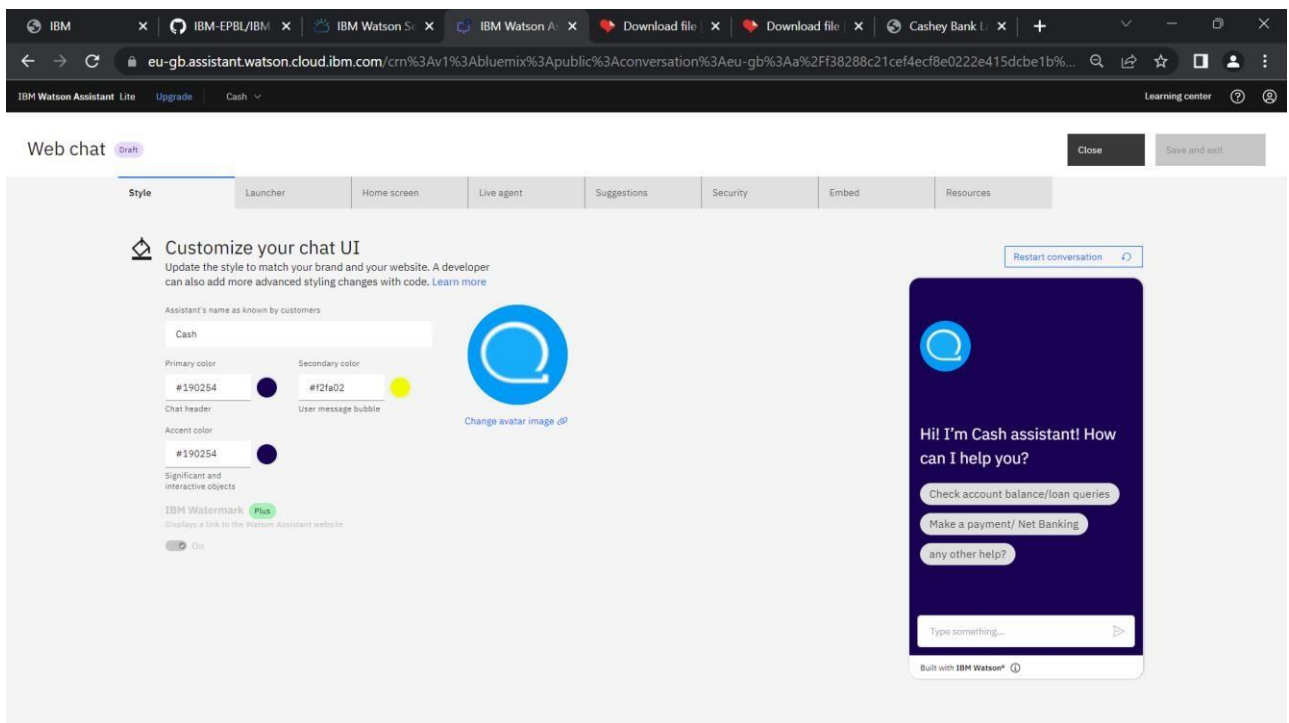 IBM
IBM-EPBL/IBM
IBM Watson Se
IBM Watson As
Download file
Download file
Cashey Bank L
eu-gb.assistant.watson.cloud.ibm.com/crn%3Av1%3Abluemix%3Apublic%3Aconversation%3Aeu-gb%3Aa%2Ff38288c21cef4ecf8e0222e415dcbe1b%...
IBM Watson Assistant Lite Upgrade Cash Learning center
Web chat Draft Close Save and exit
Style Launcher Home screen Live agent Suggestions Security Embed Resources
Customize your chat UI
Update the style to match your brand and your website. A developer
can also add more advanced styling changes with code. Learn more
Assistant's name as known by customers
Cash
Primary color Secondary color
#190254 #f2fa02
Chat header User message bubble
Change avatar image
Accent color
#190254
Significant and
interactive objects
IBM Watermark Plus
Displays a link to the Watson Assistant website
On
Restart conversation
Hi! I'm Cash assistant! How
can I help you?
Check account balance/loan queries
Make a payment/ Net Banking
any other help?
Type something...
Built with IBM Watson®